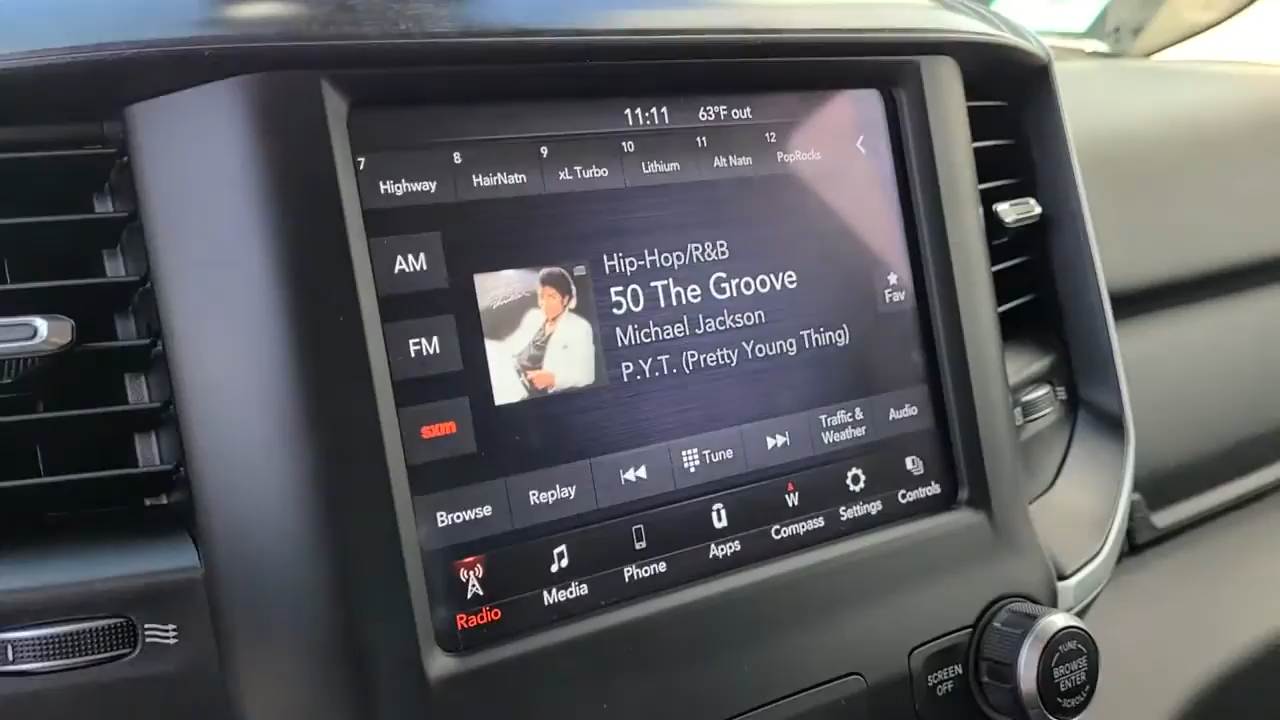 11:11 63°F out
7 Highway
8 HairNatn
9 xL Turbo
10 Lithium
11 Alt Natn
12 PopRocks
AM
FM
sxm
Hip-Hop/R&B
50 The Groove
Michael Jackson
P.Y.T. (Pretty Young Thing)
Fav
Browse
Replay
Tune
Traffic &
Weather
Audio
Radio
Media
Phone
Apps
W
Compass
Settings
Controls
SCREEN
OFF
TUNE
BROWSE
ENTER
SCROLL